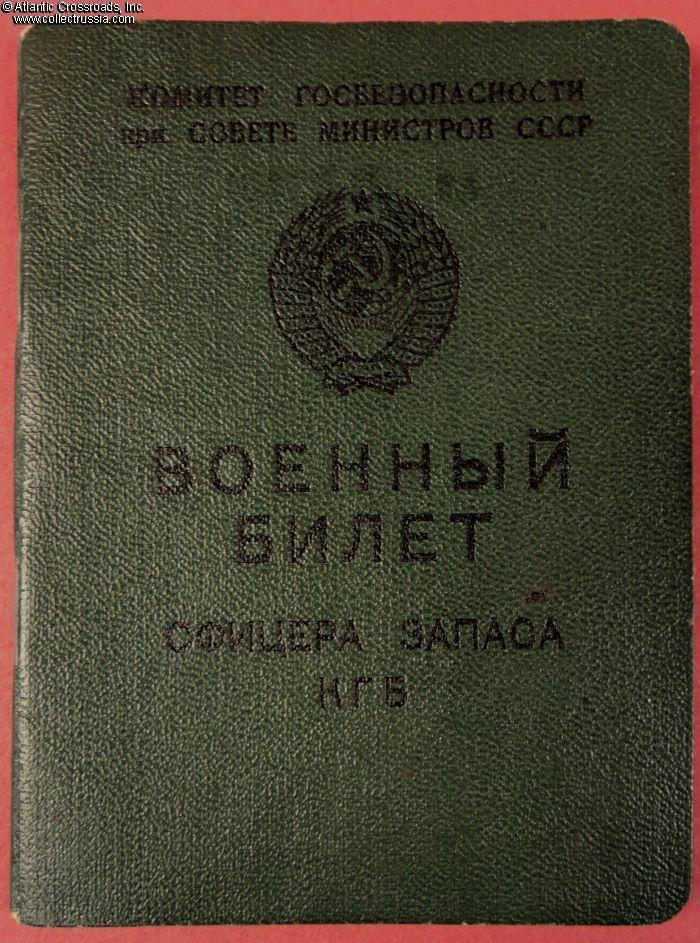 © Atlantic Crossroads, Inc.
www.collectrussia.com
КОМИТЕТ ГОСБЕЗОПАСНОСТИ
при СОВЕТЕ МИНИСТРОВ СССР
ВОЕННЫЙ
БИЛЕТ
ОФИЦЕРА ЗАПАСА
КГБ